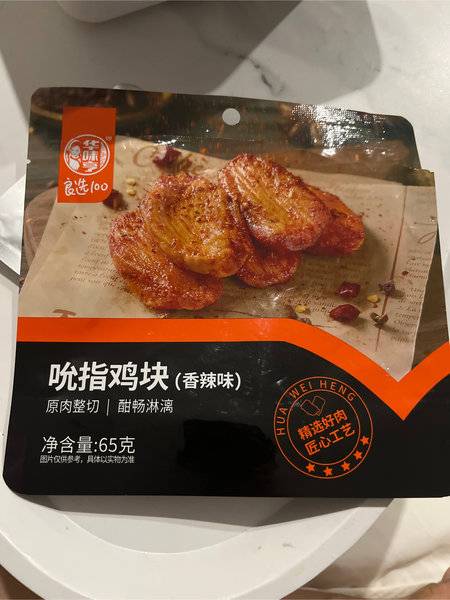 华味亨
良选100
吮指鸡块(香辣味)
原肉整切 | 酣畅淋漓
净含量:65克
图片仅供参考，具体以实物为准
HUA WEI HENG
精选好肉
匠心工艺